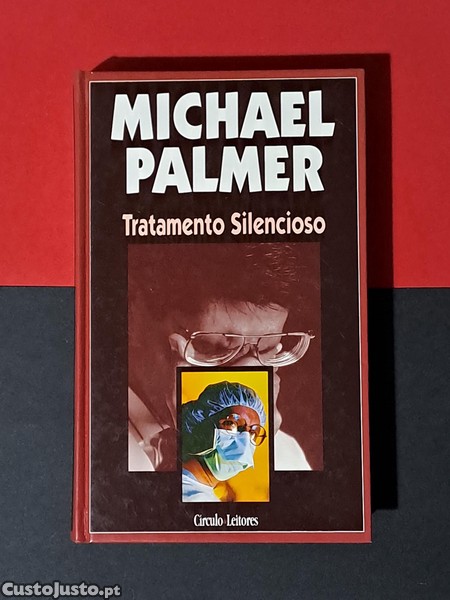 MICHAEL
PALMER
Tratamento Silencioso
Círculo Leitores
CustoJusto.pt